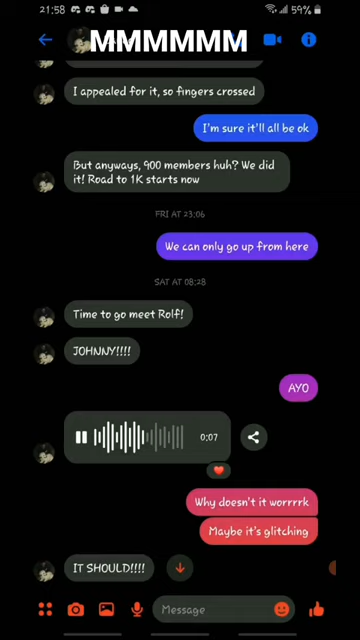 21:58
59%
MMMMMM
I appealed for it, so fingers crossed
I'm sure it'll all be ok
But anyways, 900 members huh? We did
it! Road to 1K starts now
FRI AT 23:06
We can only go up from here
SAT AT 08:28
Time to go meet Rolf!
JOHNNY!!!!
AYO
0:07
Why doesn't it worrrrk
Maybe it's glitching
IT SHOULD!!!!
Message